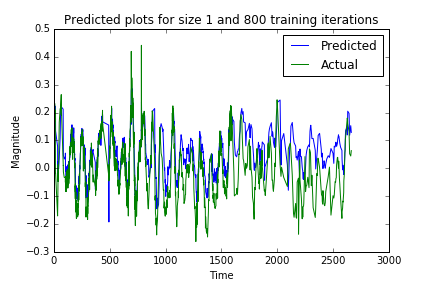 Predicted plots for size 1 and 800 training iterations
Predicted
Actual
0.5
0.4
0.3
0.2
0.1
0.0
−0.1
−0.2
−0.3
Magnitude
0 500 1000 1500 2000 2500 3000
Time